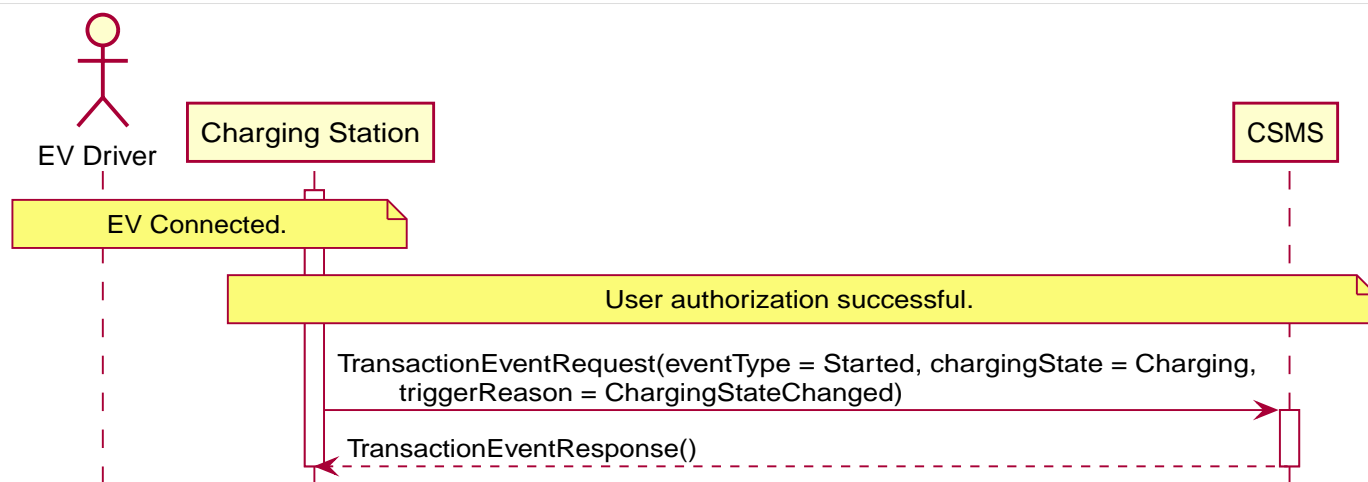 EV Driver
Charging Station
CSMS
EV Connected.
User authorization successful.
TransactionEventRequest(eventType = Started, chargingState = Charging,
triggerReason = ChargingStateChanged)
TransactionEventResponse()